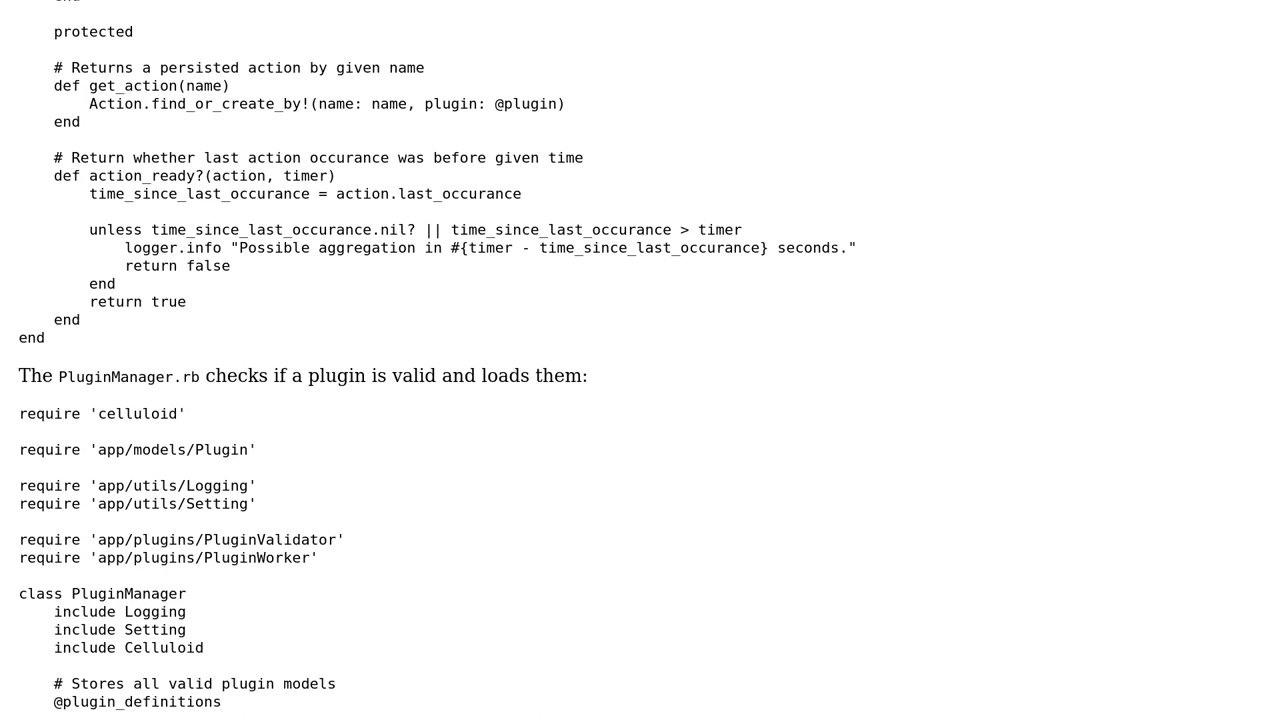 protected
# Returns a persisted action by given name
def get_action(name)
Action.find_or_create_by!(name: name, plugin: @plugin)
end
# Return whether last action occurance was before given time
def action_ready?(action, timer)
time_since_last_occurance = action.last_occurance
unless time_since_last_occurance.nil? || time_since_last_occurance > timer
logger.info "Possible aggregation in #{timer - time_since_last_occurance} seconds."
return false
end
return true
end
end
The PluginManager.rb checks if a plugin is valid and loads them:
require 'celluloid'
require 'app/models/Plugin'
require 'app/utils/Logging'
require 'app/utils/Setting'
require 'app/plugins/PluginValidator'
require 'app/plugins/PluginWorker'
class PluginManager
include Logging
include Setting
include Celluloid
# Stores all valid plugin models
@plugin_definitions